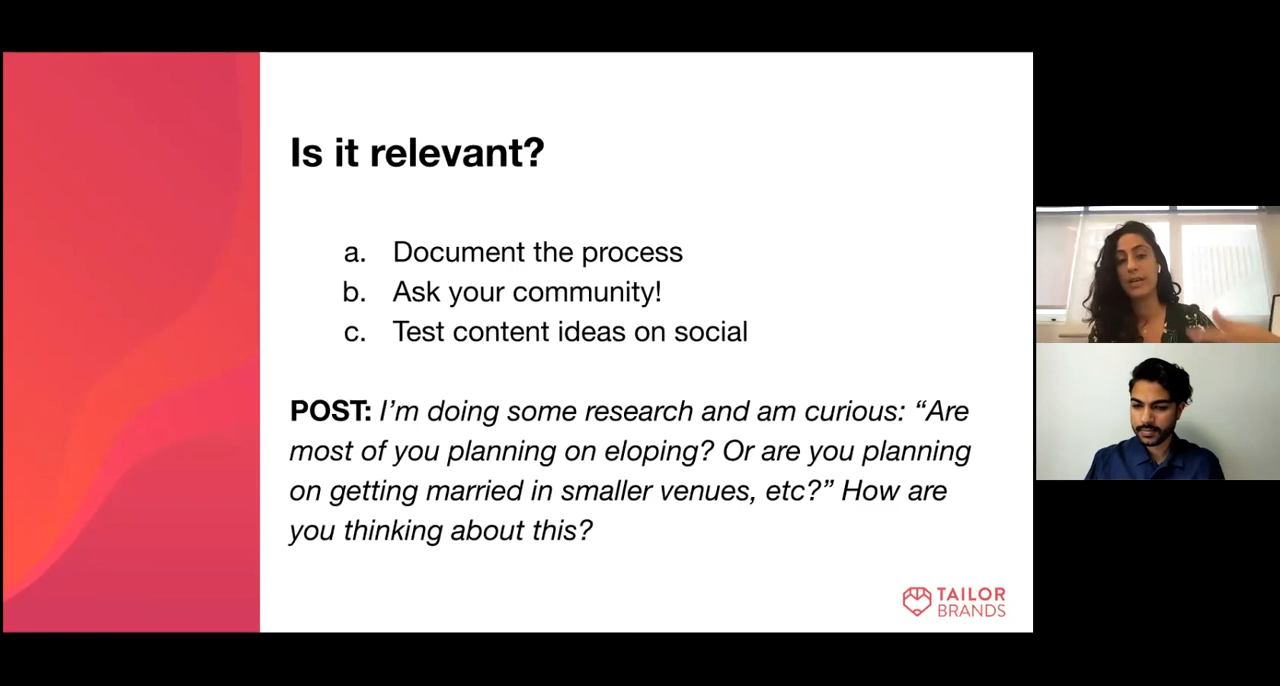 Is it relevant?
a. Document the process
b. Ask your community!
c. Test content ideas on social
POST: I’m doing some research and am curious: “Are
most of you planning on eloping? Or are you planning
on getting married in smaller venues, etc?” How are
you thinking about this?
TAILOR
BRANDS